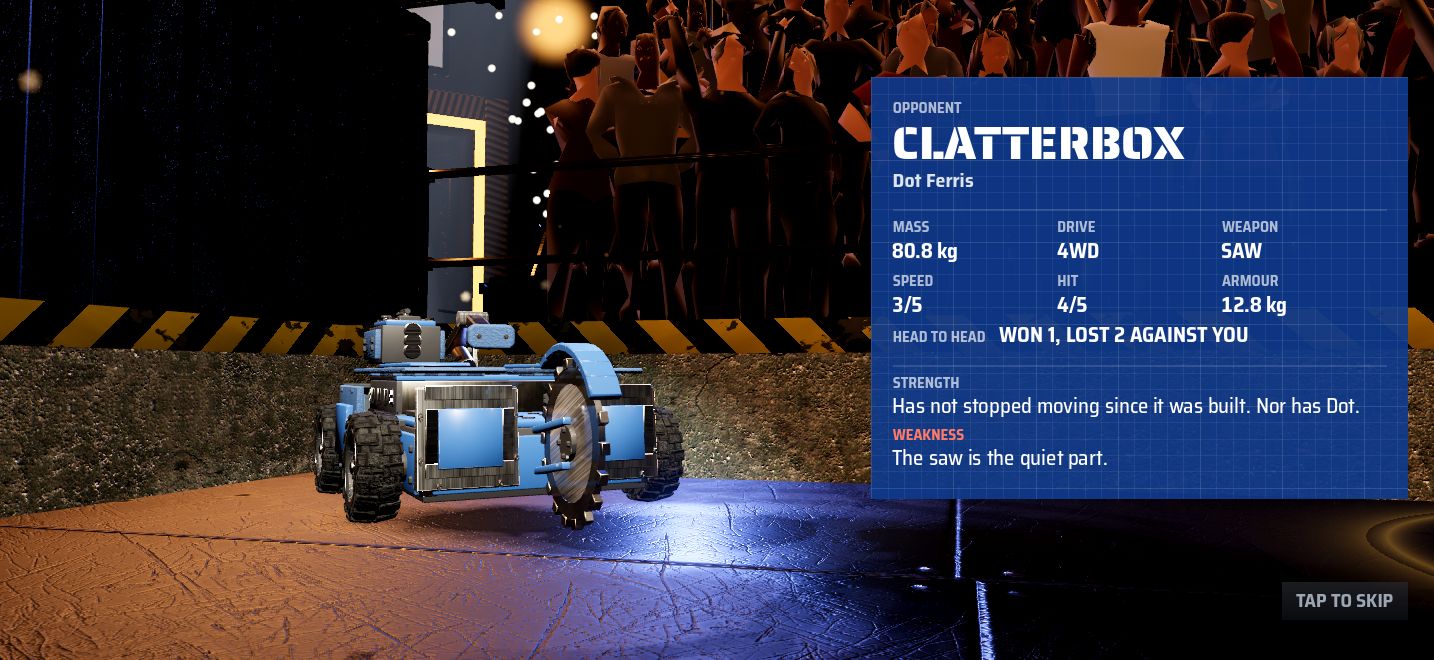 OPPONENT
CLATTERBOX
Dot Ferris
MASS DRIVE WEAPON
80.8 kg 4WD SAW
SPEED HIT ARMOUR
3/5 4/5 12.8 kg
HEAD TO HEAD WON 1, LOST 2 AGAINST YOU
STRENGTH
Has not stopped moving since it was built. Nor has Dot.
WEAKNESS
The saw is the quiet part.
TAP TO SKIP